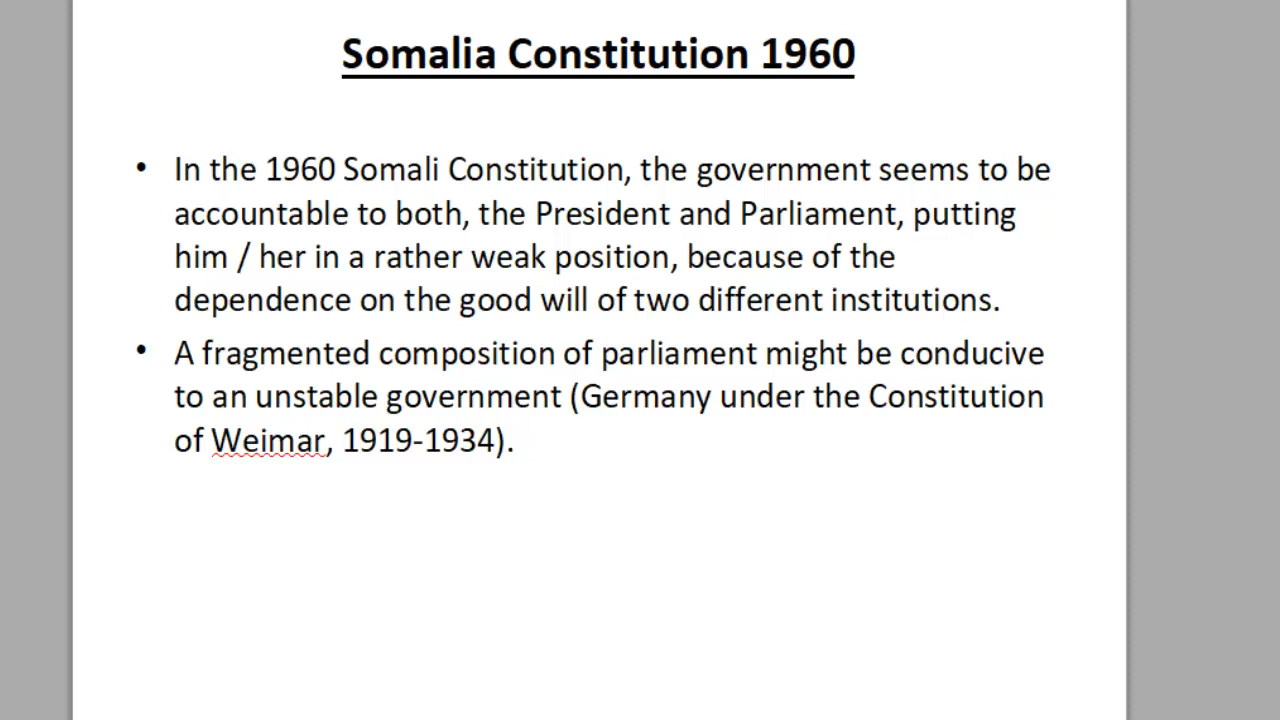 Somalia Constitution 1960
• In the 1960 Somali Constitution, the government seems to be
accountable to both, the President and Parliament, putting
him / her in a rather weak position, because of the
dependence on the good will of two different institutions.
• A fragmented composition of parliament might be conducive
to an unstable government (Germany under the Constitution
of Weimar, 1919-1934).